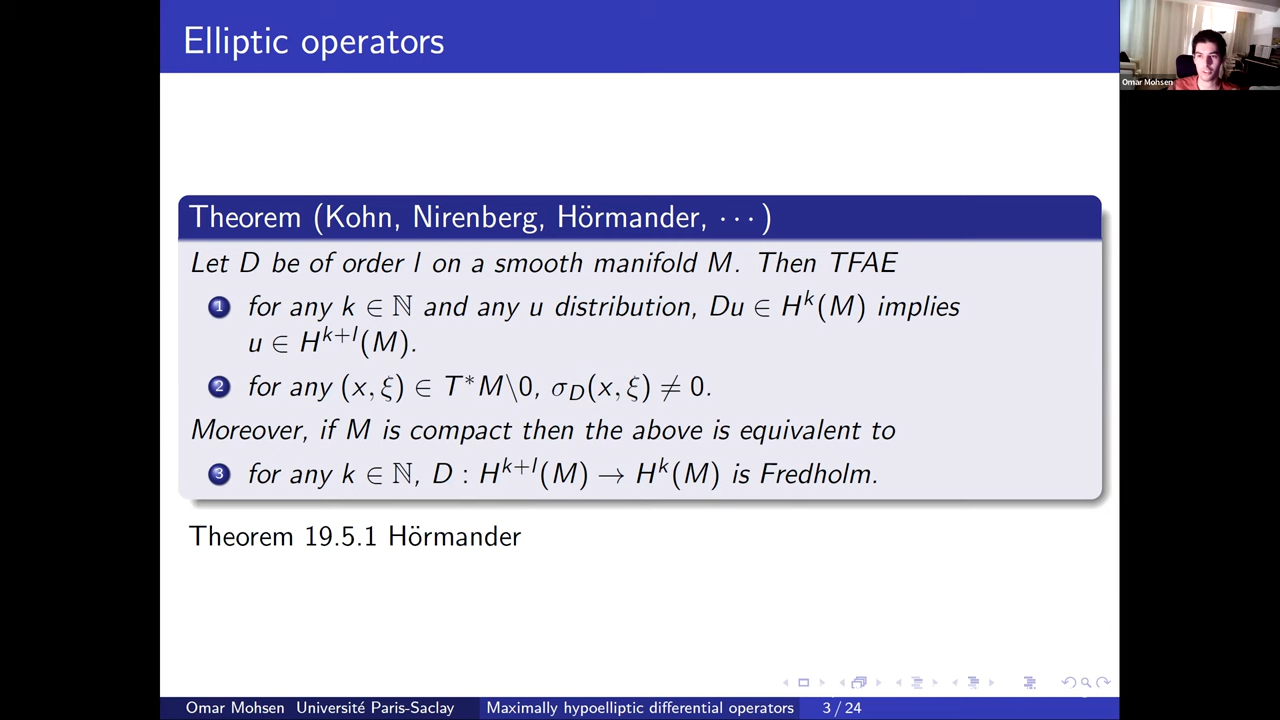 Elliptic operators
Omar Mohsen
Theorem (Kohn, Nirenberg, Hörmander, ⋯)
Let D be of order l on a smooth manifold M. Then TFAE
1 for any k ∈ ℕ and any u distribution, Du ∈ H^k(M) implies
u ∈ H^{k+l}(M).
2 for any (x, ξ) ∈ T*M\0, σ_D(x, ξ) ≠ 0.
Moreover, if M is compact then the above is equivalent to
3 for any k ∈ ℕ, D : H^{k+l}(M) → H^k(M) is Fredholm.
Theorem 19.5.1 Hörmander
Omar Mohsen Université Paris-Saclay Maximally hypoelliptic differential operators 3 / 24